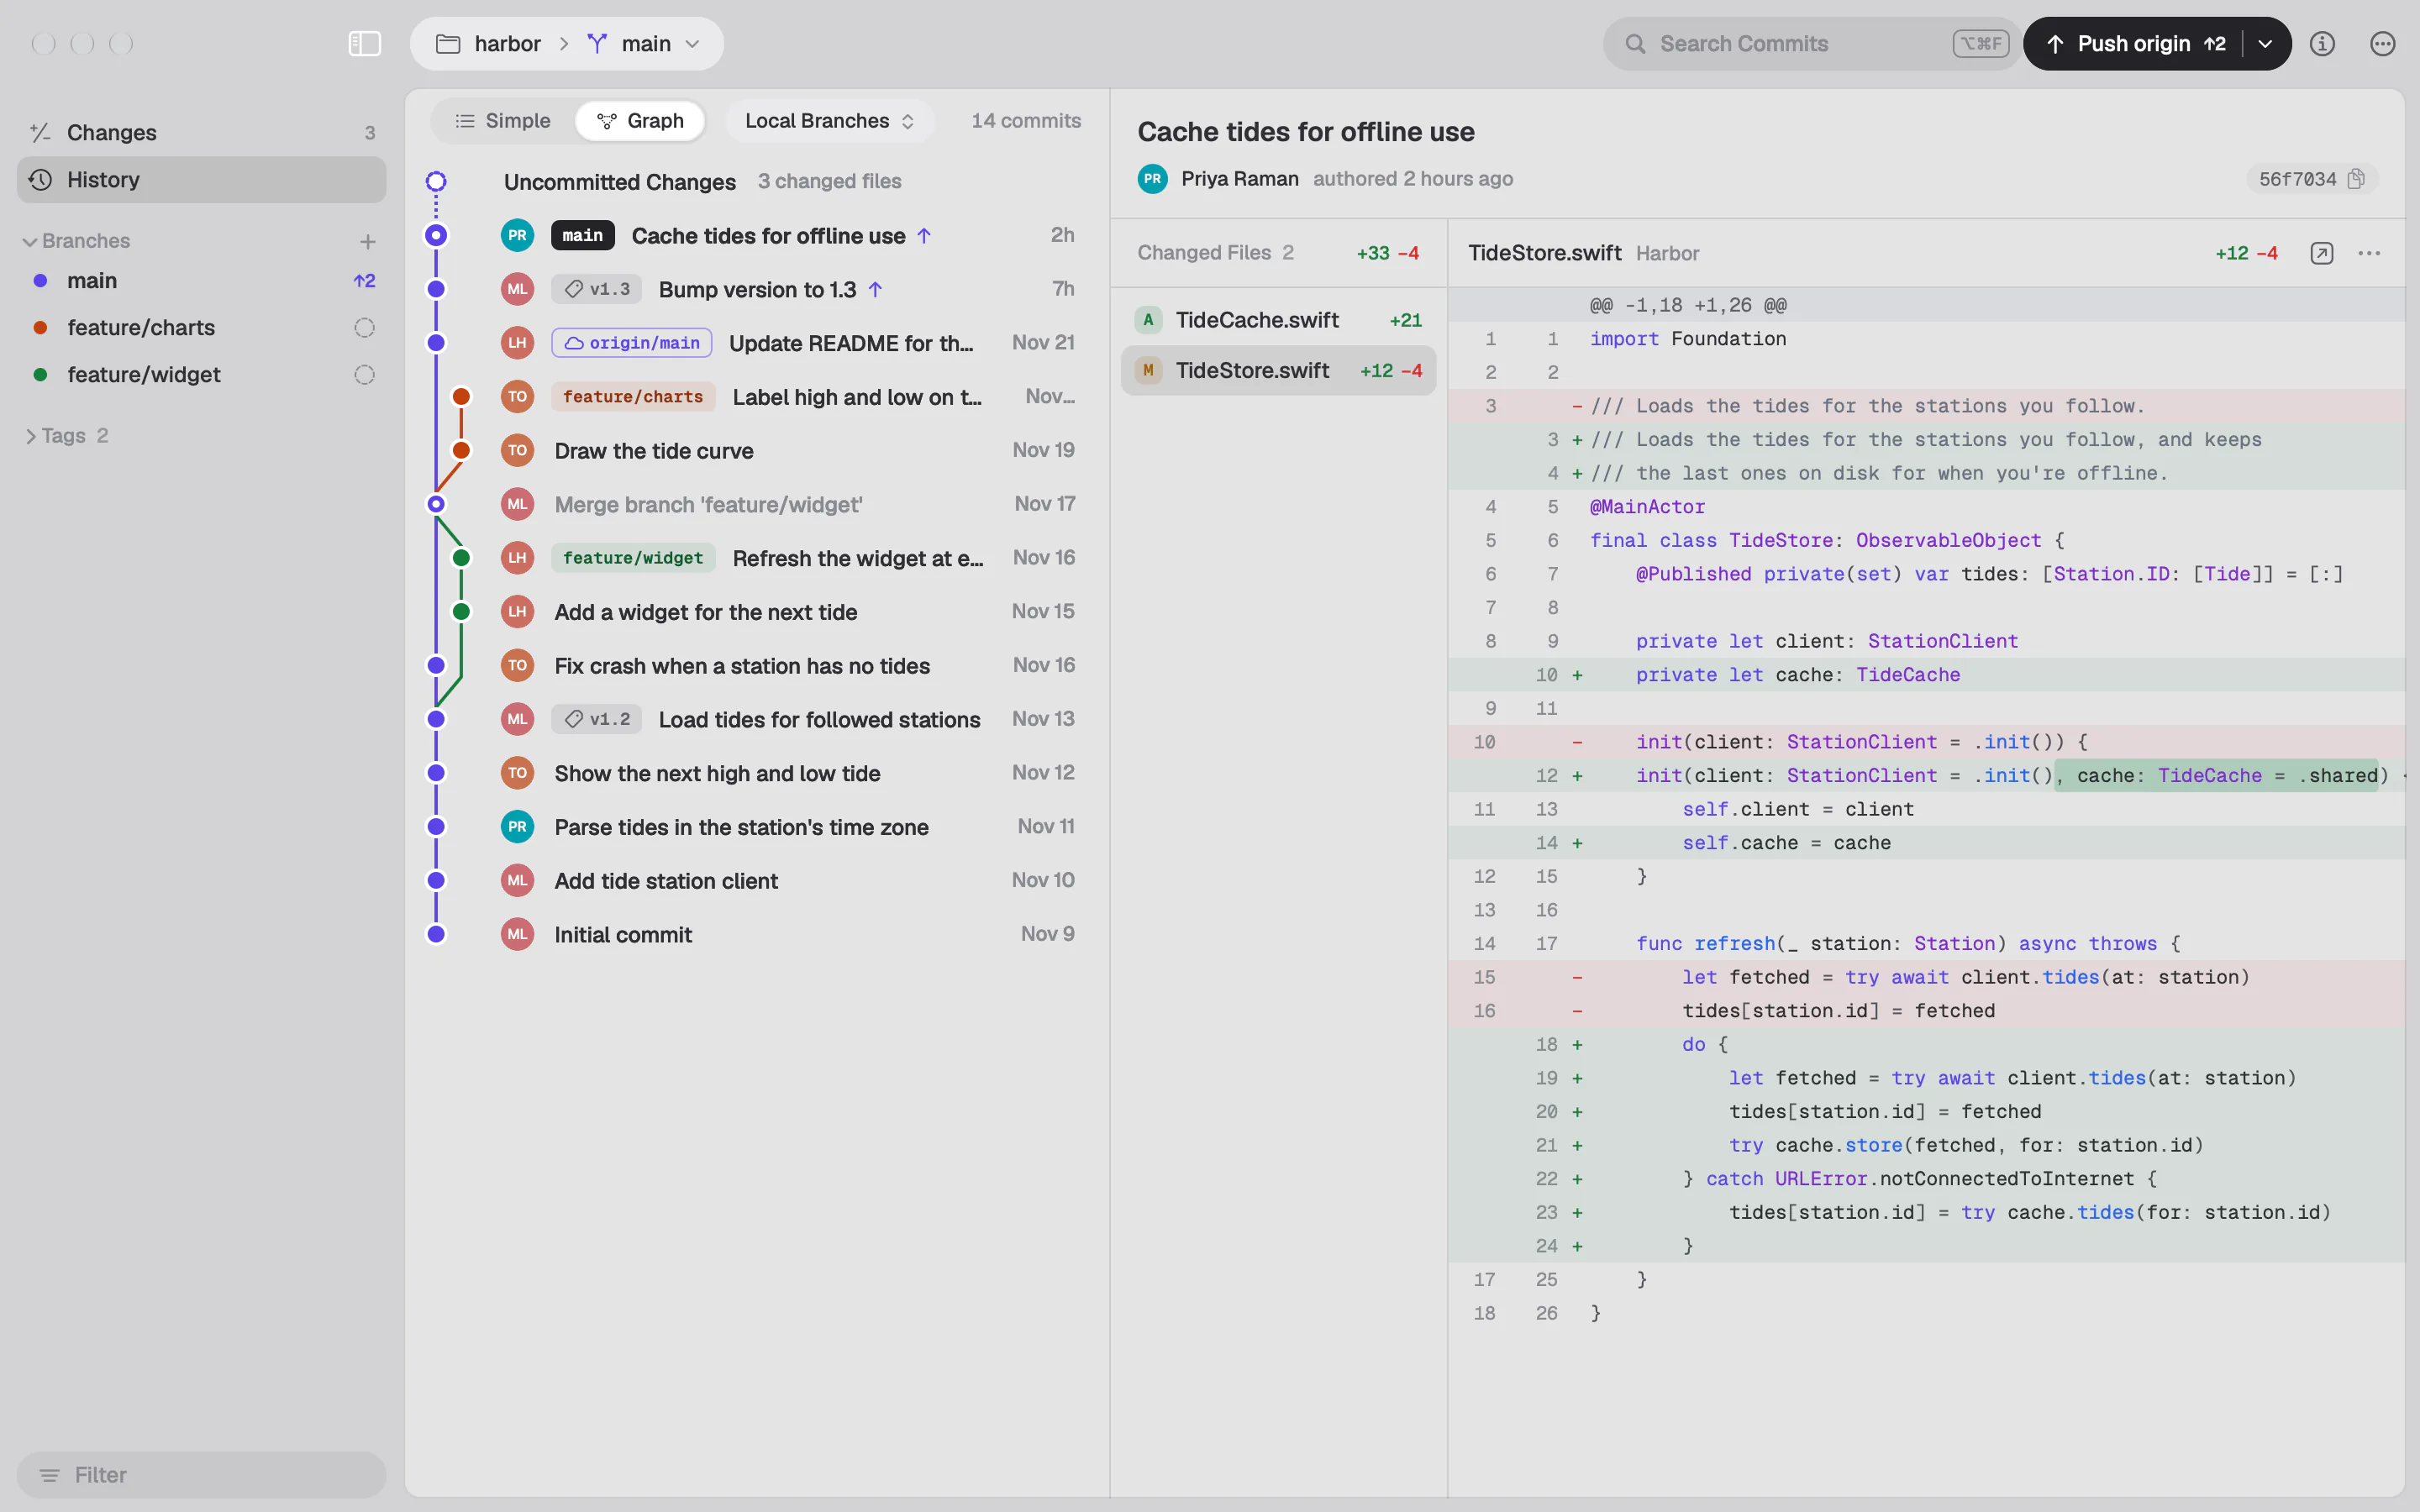 harbor > main
Search Commits ⌥⌘F
Push origin ↑2
Changes 3
History
Branches +
main ↑2
feature/charts
feature/widget
Tags 2
Filter
Simple Graph Local Branches 14 commits
Uncommitted Changes 3 changed files
PR main Cache tides for offline use ↑ 2h
ML v1.3 Bump version to 1.3 ↑ 7h
LH origin/main Update README for th... Nov 21
TO feature/charts Label high and low on t... Nov...
TO Draw the tide curve Nov 19
ML Merge branch 'feature/widget' Nov 17
LH feature/widget Refresh the widget at e... Nov 16
LH Add a widget for the next tide Nov 15
TO Fix crash when a station has no tides Nov 16
ML v1.2 Load tides for followed stations Nov 13
TO Show the next high and low tide Nov 12
PR Parse tides in the station's time zone Nov 11
ML Add tide station client Nov 10
ML Initial commit Nov 9
Cache tides for offline use
PR Priya Raman authored 2 hours ago 56f7034
Changed Files 2 +33 −4
A TideCache.swift +21
M TideStore.swift +12 −4
TideStore.swift Harbor +12 −4
@@ -1,18 +1,26 @@
1 1 import Foundation
2 2
3 − /// Loads the tides for the stations you follow.
3 + /// Loads the tides for the stations you follow, and keeps
4 + /// the last ones on disk for when you're offline.
4 5 @MainActor
5 6 final class TideStore: ObservableObject {
6 7 @Published private(set) var tides: [Station.ID: [Tide]] = [:]
7 8
8 9 private let client: StationClient
10 + private let cache: TideCache
9 11
10 − init(client: StationClient = .init()) {
12 + init(client: StationClient = .init(), cache: TideCache = .shared)
11 13 self.client = client
14 + self.cache = cache
12 15 }
13 16
14 17 func refresh(_ station: Station) async throws {
15 − let fetched = try await client.tides(at: station)
16 − tides[station.id] = fetched
18 + do {
19 + let fetched = try await client.tides(at: station)
20 + tides[station.id] = fetched
21 + try cache.store(fetched, for: station.id)
22 + } catch URLError.notConnectedToInternet {
23 + tides[station.id] = try cache.tides(for: station.id)
24 + }
17 25 }
18 26 }